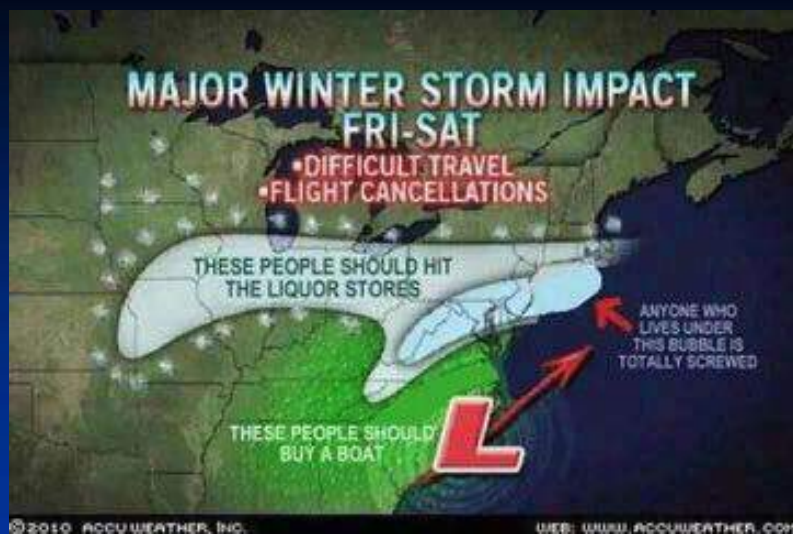 MAJOR WINTER STORM IMPACT
FRI-SAT
•DIFFICULT TRAVEL
•FLIGHT CANCELLATIONS
THESE PEOPLE SHOULD HIT
THE LIQUOR STORES
ANYONE WHO
LIVES UNDER
THIS BUBBLE IS
TOTALLY SCREWED
THESE PEOPLE SHOULD
BUY A BOAT
L
©2010 ACCUWEATHER, INC.
WEB: WWW.ACCUWEATHER.COM